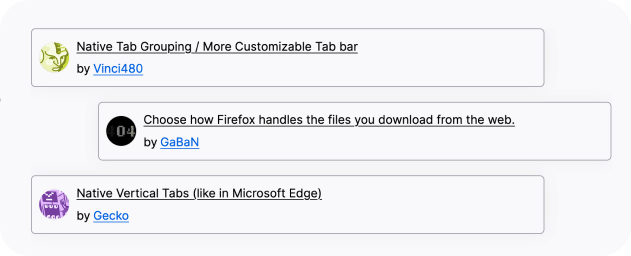 Native Tab Grouping / More Customizable Tab bar
by Vinci480
Choose how Firefox handles the files you download from the web.
04
by GaBaN
Native Vertical Tabs (like in Microsoft Edge)
by Gecko